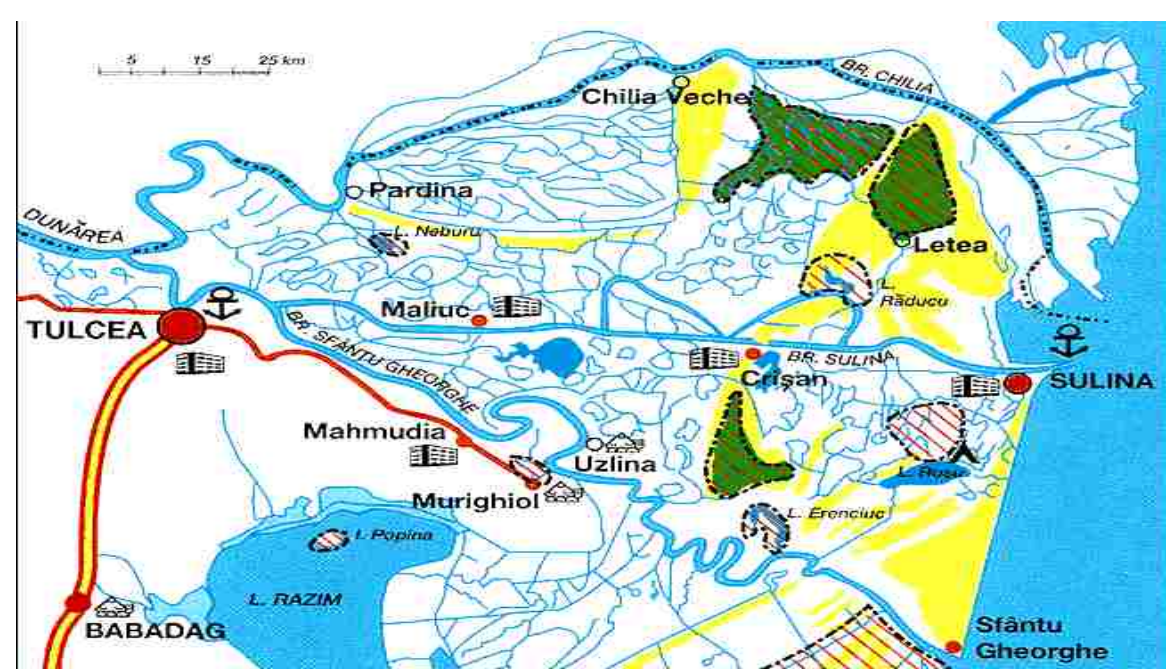 5 15 25 km
BR. CHILIA
Chilia Veche
Pardina
DUNĂREA
L. Neburu
Letea
L.
Răducu
Maliuc
TULCEA
BR. SFÂNTU GHEORGHE
BR. SULINA
Crişan
SULINA
Mahmudia
Uzlina
L. Roşu
Murighiol
L. Erenciuc
I. Popina
L. RAZIM
BABADAG
Sfântu
Gheorghe